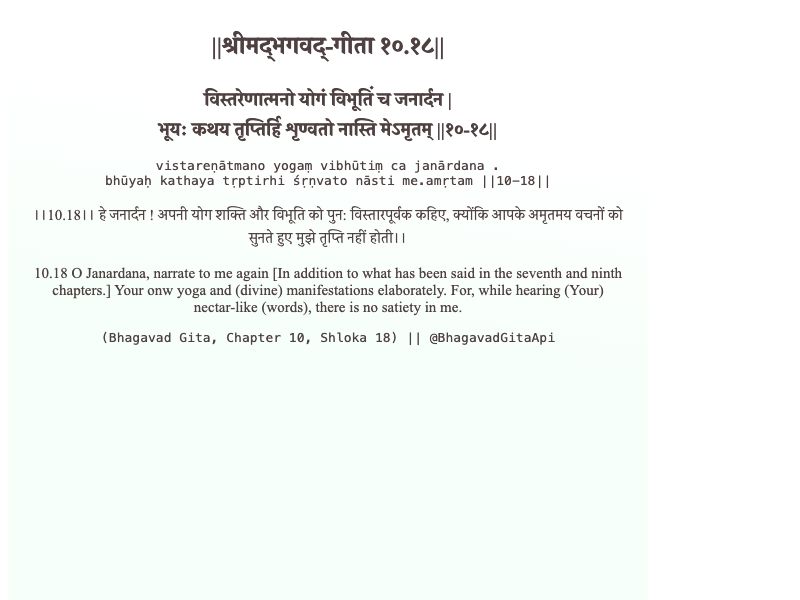 ||श्रीमद्‍भगवद्‍-गीता १०.१८||
विस्तरेणात्मनो योगं विभूतिं च जनार्दन |
भूयः कथय तृप्तिर्हि शृण्वतो नास्ति मेऽमृतम् ||१०-१८||
vistareṇātmano yogaṃ vibhūtiṃ ca janārdana .
bhūyaḥ kathaya tṛptirhi śṛṇvato nāsti me.amṛtam ||10-18||
।।10.18।। हे जनार्दन ! अपनी योग शक्ति और विभूति को पुन: विस्तारपूर्वक कहिए, क्योंकि आपके अमृतमय वचनों को
सुनते हुए मुझे तृप्ति नहीं होती।।
10.18 O Janardana, narrate to me again [In addition to what has been said in the seventh and ninth
chapters.] Your onw yoga and (divine) manifestations elaborately. For, while hearing (Your)
nectar-like (words), there is no satiety in me.
(Bhagavad Gita, Chapter 10, Shloka 18) || @BhagavadGitaApi